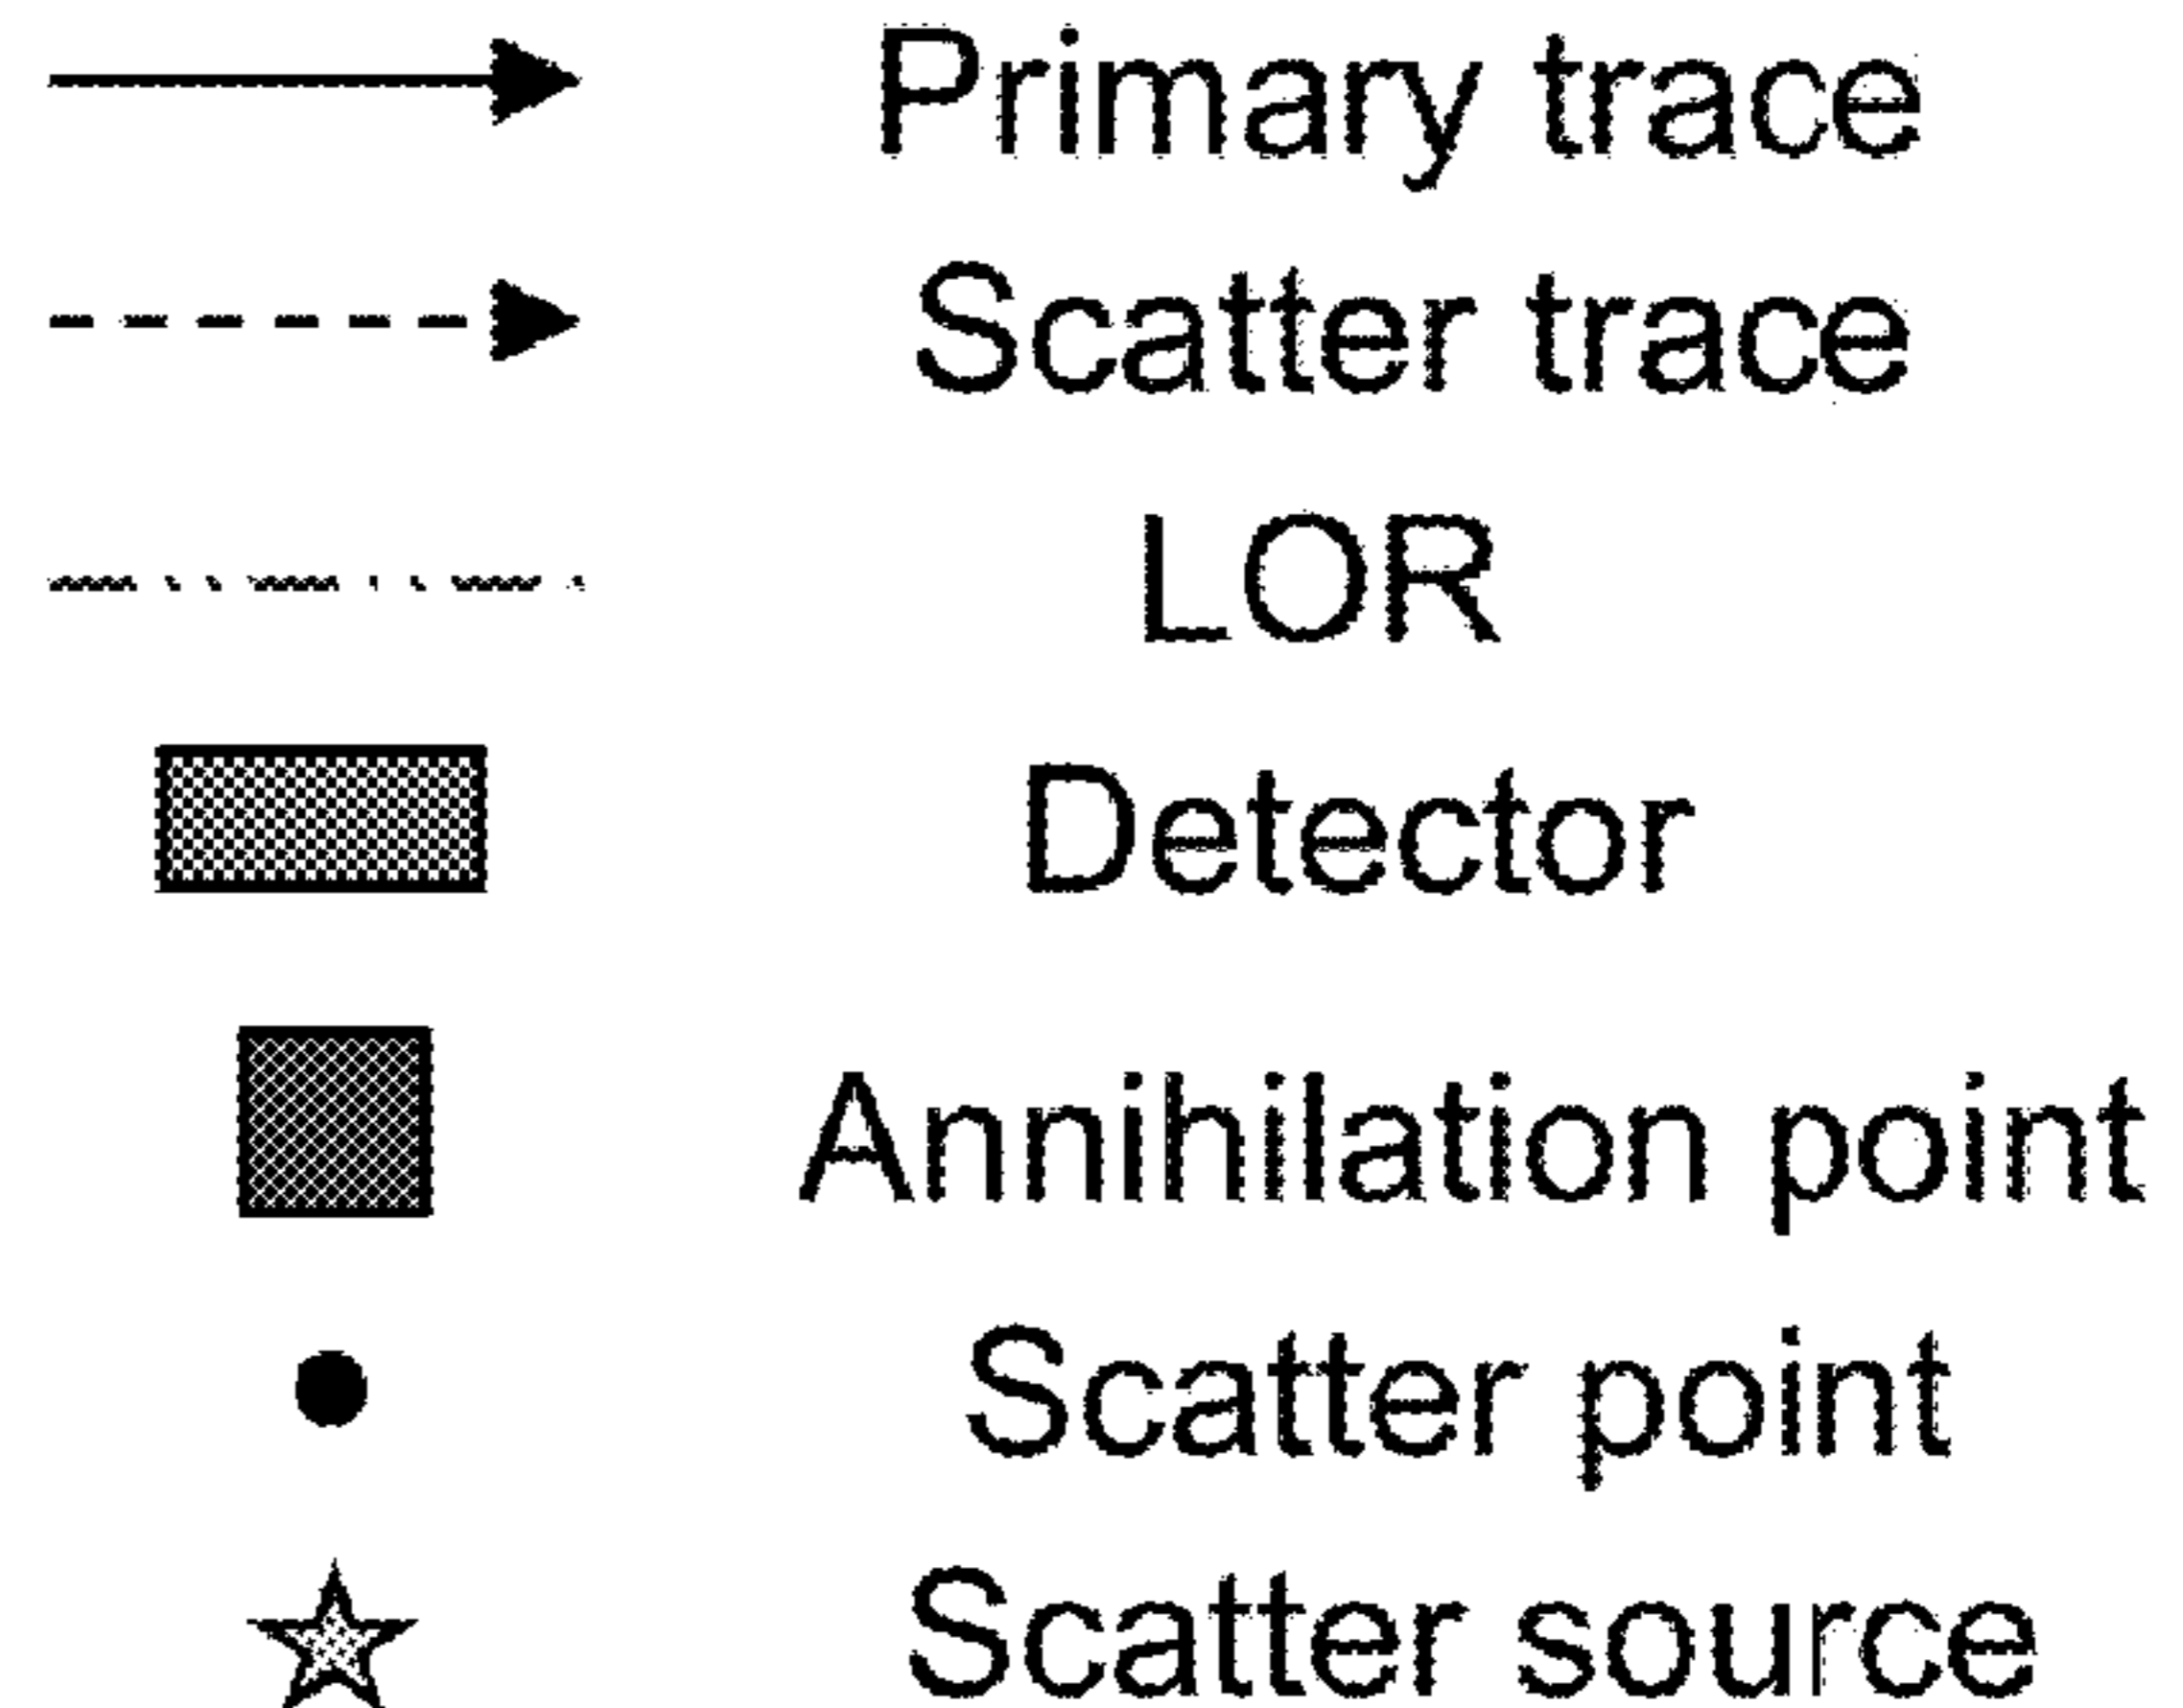 Primary trace
Scatter trace
LOR
Detector
Annihilation point
Scatter point
Scatter source